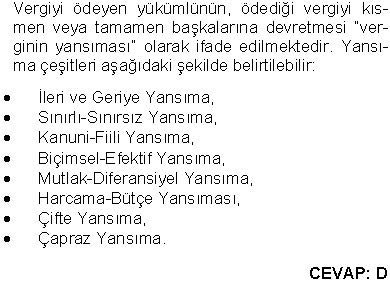 Vergiyi ödeyen yükümlünün, ödediği vergiyi kıs-
men veya tamamen başkalarına devretmesi “ver-
ginin yansıması” olarak ifade edilmektedir. Yansı-
ma çeşitleri aşağıdaki şekilde belirtilebilir:
• İleri ve Geriye Yansıma,
• Sınırlı-Sınırsız Yansıma,
• Kanuni-Fiili Yansıma,
• Biçimsel-Efektif Yansıma,
• Mutlak-Diferansiyel Yansıma,
• Harcama-Bütçe Yansıması,
• Çifte Yansıma,
• Çapraz Yansıma.
CEVAP: D